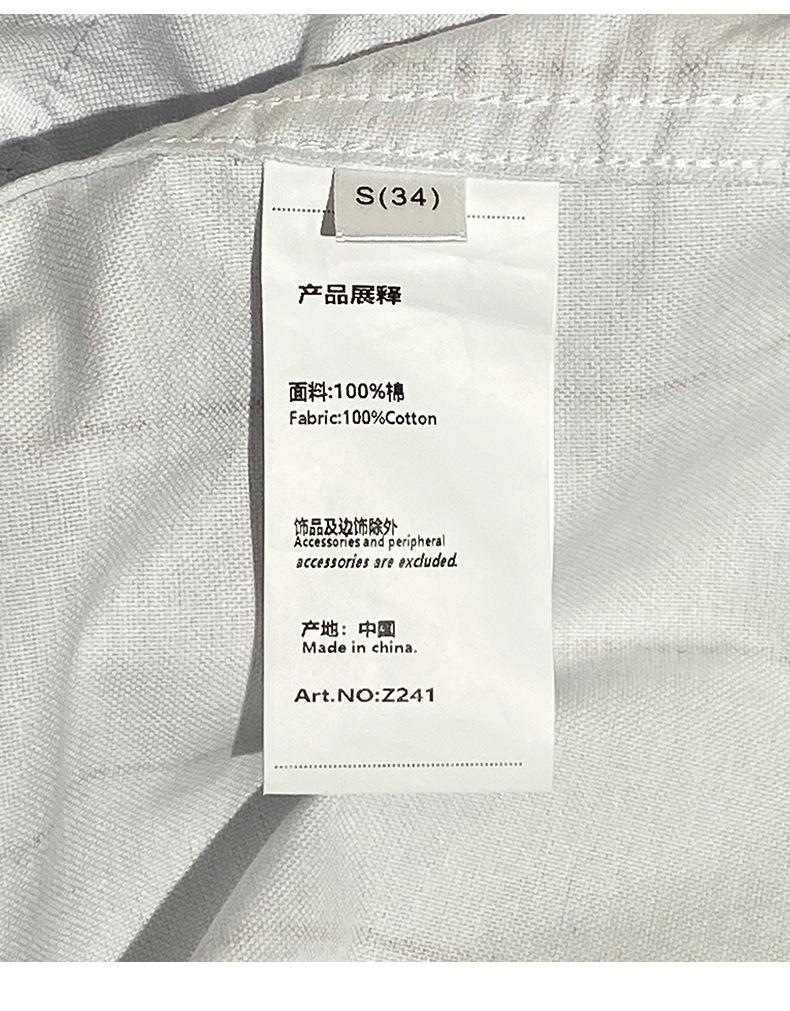 S(34)
产品展释
面料:100%棉
Fabric:100%Cotton
饰品及边饰除外
Accessories and peripheral
accessories are excluded.
产地：中国
Made in china.
Art.NO:Z241